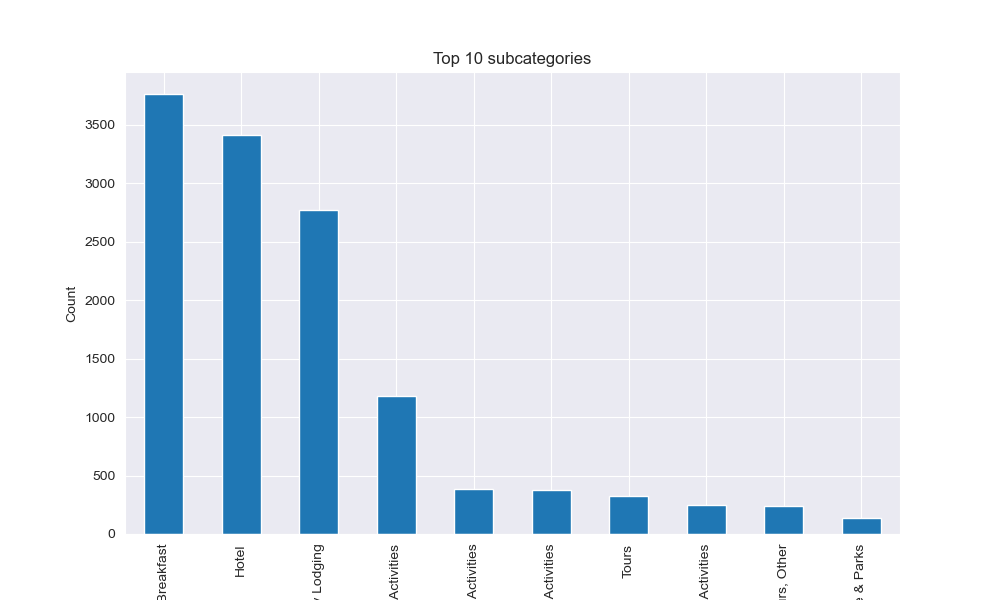 Top 10 subcategories
Count
3500
3000
2500
2000
1500
1000
500
0
Breakfast
Hotel
Lodging
Activities
Activities
Activities
Tours
Activities
Other
& Parks